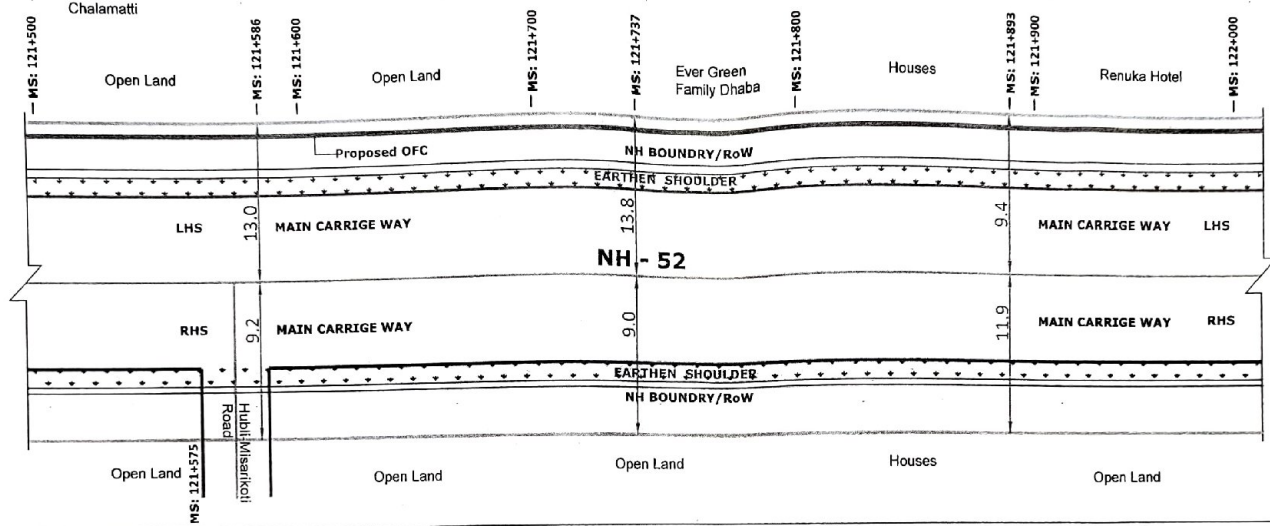 Chalamatti
MS: 121+500
MS: 121+586
MS: 121+600
MS: 121+700
MS: 121+737
MS: 121+800
MS: 121+893
MS: 121+900
MS: 122+000
Open Land
Open Land
Ever Green
Family Dhaba
Houses
Renuka Hotel
Proposed OFC
NH BOUNDRY/RoW
EARTHEN SHOULDER
LHS
13.0
MAIN CARRIGE WAY
13.8
9.4
MAIN CARRIGE WAY
LHS
NH - 52
RHS
9.2
MAIN CARRIGE WAY
9.0
11.9
MAIN CARRIGE WAY
RHS
EARTHEN SHOULDER
NH BOUNDRY/RoW
Hubli-Misarikoti
Road
Open Land
MS: 121+575
Open Land
Open Land
Houses
Open Land